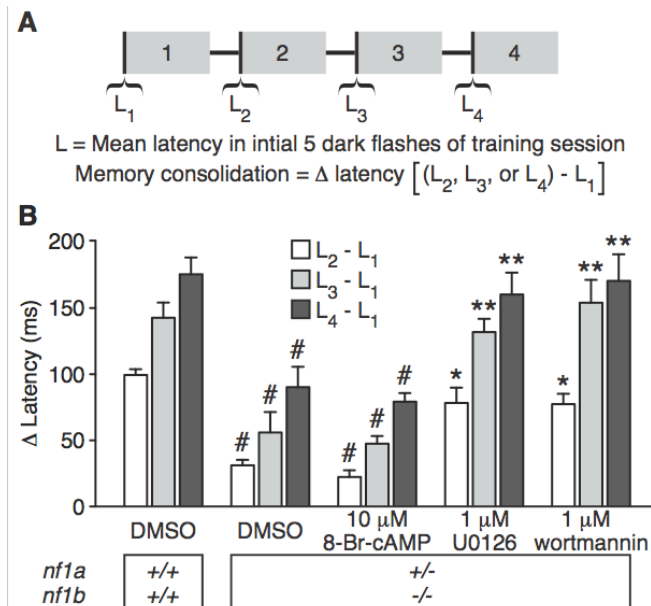 A
1 2 3 4
L1 L2 L3 L4
L = Mean latency in intial 5 dark flashes of training session
Memory consolidation = Δ latency [(L2, L3, or L4) - L1]
B
200
150
100
50
0
Δ Latency (ms)
L2 - L1
L3 - L1
L4 - L1
# # # # # # * ** ** * ** **
DMSO DMSO 10 μM 8-Br-cAMP 1 μM U0126 1 μM wortmannin
nf1a +/+ +/-
nf1b +/+ -/-